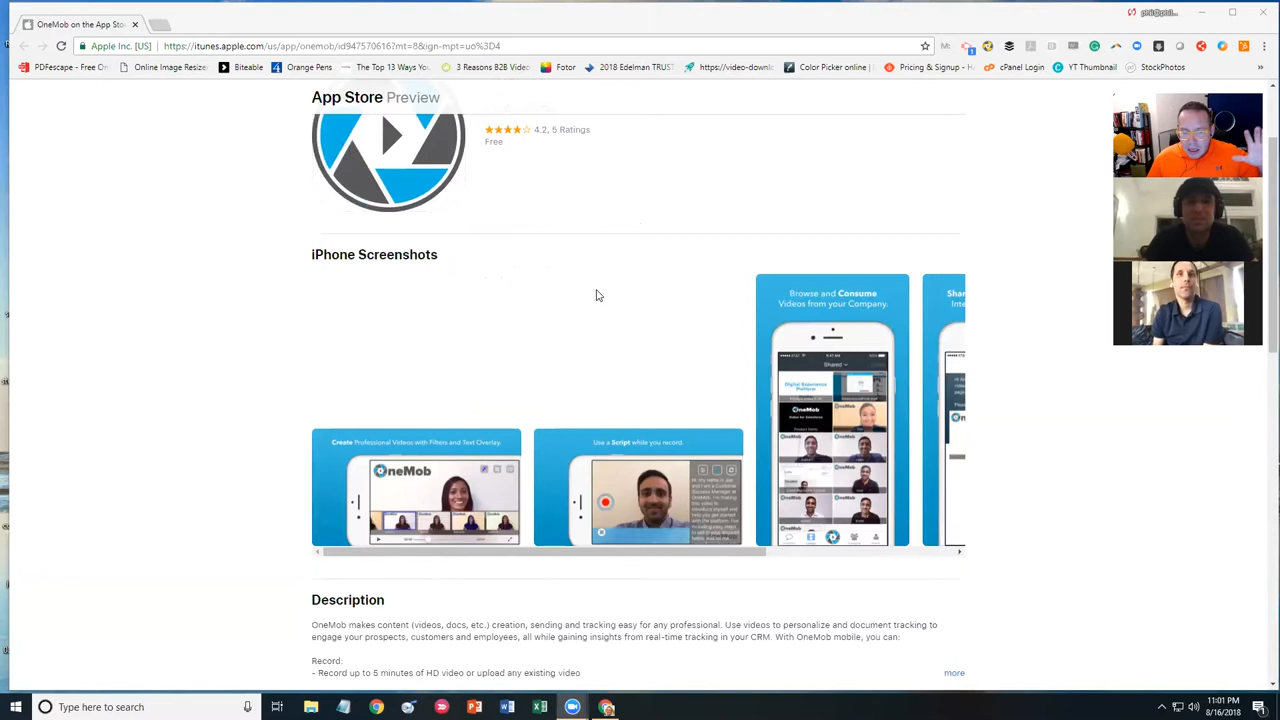 OneMob on the App Stor
Apple Inc. [US]
https://itunes.apple.com/us/app/onemob/id947570616?mt=8&ign-mpt=uo%3D4
PDFescape - Free On
Online Image Resize
Biteable
Orange Pens
The Top 13 Ways You
3 Reasons B2B Video
Fotor
2018 Edelman TRUST
https://video-downlo
Color Picker online |
Pricing & Signup - H
cPanel Login
YT Thumbnail
StockPhotos
App Store Preview
4.2, 5 Ratings
Free
iPhone Screenshots
Create Professional Videos with Filters and Text Overlay.
OneMob
Use a Script while you record.
Browse and Consume
Videos from your Company.
Shared
Digital Experience
Platform
OneMob
Shar
Inte
Description
OneMob makes content (videos, docs, etc.) creation, sending and tracking easy for any professional. Use videos to personalize and document tracking to
engage your prospects, customers and employees, all while gaining insights from real-time tracking in your CRM. With OneMob mobile, you can:
Record:
- Record up to 5 minutes of HD video or upload any existing video
more
Type here to search
11:01 PM
8/16/2018